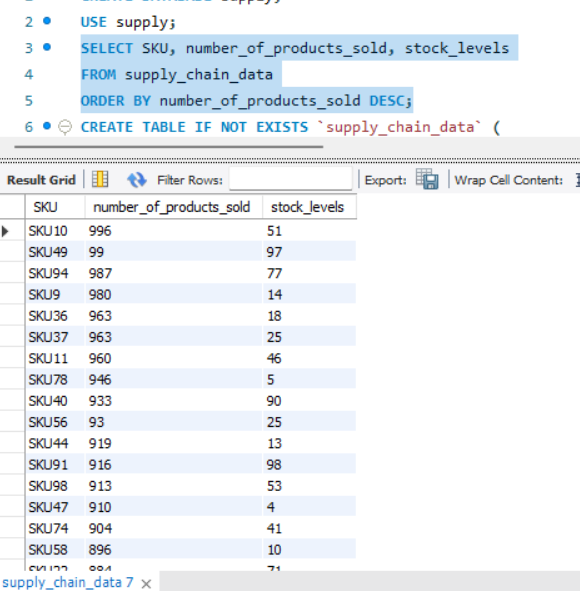 2 USE supply;
3 SELECT SKU, number_of_products_sold, stock_levels
4 FROM supply_chain_data
5 ORDER BY number_of_products_sold DESC;
6 CREATE TABLE IF NOT EXISTS `supply_chain_data` (
Result Grid Filter Rows: Export: Wrap Cell Content:
SKU number_of_products_sold stock_levels
SKU10 996 51
SKU49 99 97
SKU94 987 77
SKU9 980 14
SKU36 963 18
SKU37 963 25
SKU11 960 46
SKU78 946 5
SKU40 933 90
SKU56 93 25
SKU44 919 13
SKU91 916 98
SKU98 913 53
SKU47 910 4
SKU74 904 41
SKU58 896 10
supply_chain_data 7